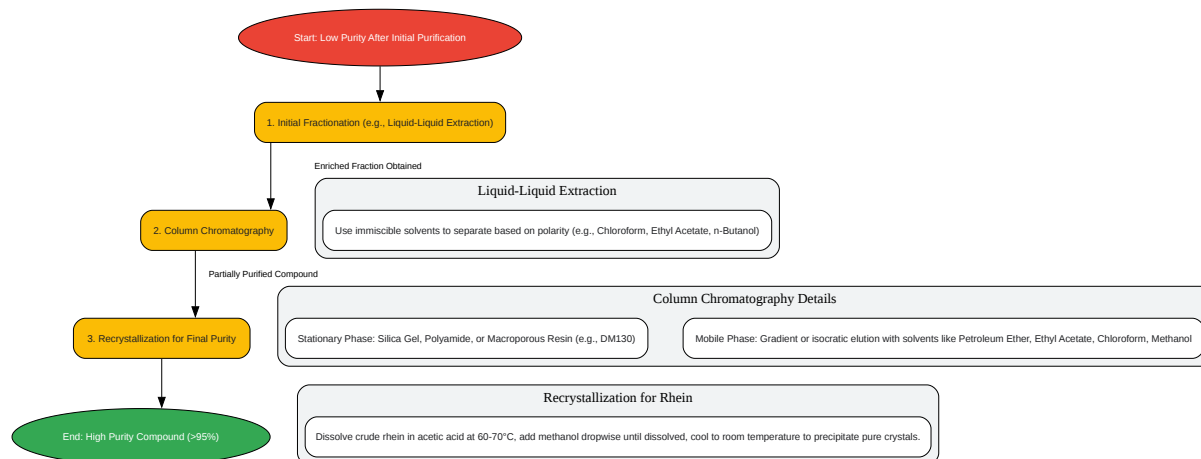 Start: Low Purity After Initial Purification
1. Initial Fractionation (e.g., Liquid-Liquid Extraction)
Enriched Fraction Obtained
Liquid-Liquid Extraction
Use immiscible solvents to separate based on polarity (e.g., Chloroform, Ethyl Acetate, n-Butanol)
2. Column Chromatography
Partially Purified Compound
Column Chromatography Details
Stationary Phase: Silica Gel, Polyamide, or Macroporous Resin (e.g., DM130)
Mobile Phase: Gradient or isocratic elution with solvents like Petroleum Ether, Ethyl Acetate, Chloroform, Methanol
3. Recrystallization for Final Purity
Recrystallization for Rhein
Dissolve crude rhein in acetic acid at 60-70°C, add methanol dropwise until dissolved, cool to room temperature to precipitate pure crystals.
End: High Purity Compound (>95%)